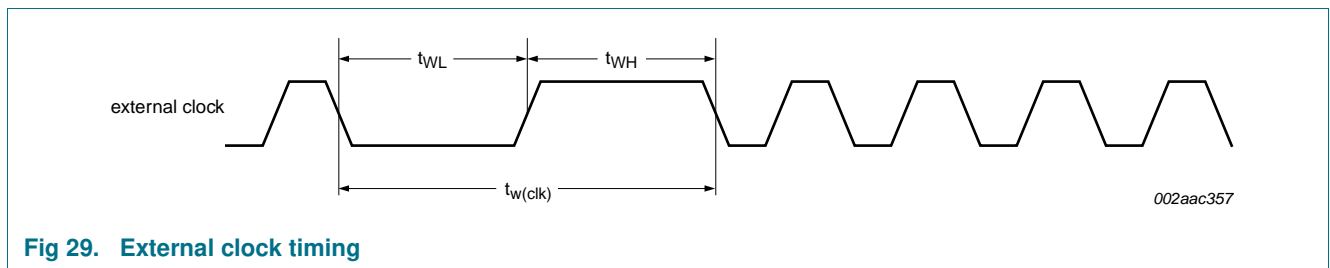 tWL
tWH
external clock
tw(clk)
002aac357
Fig 29. External clock timing